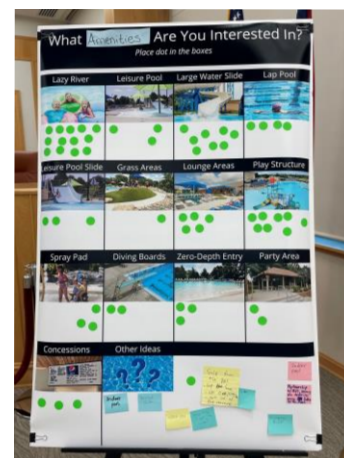 What Amenities Are You Interested In?
Place dot in the boxes
Lazy River
Leisure Pool
Large Water Slide
Lap Pool
Leisure Pool Slide
Grass Areas
Lounge Areas
Play Structure
Spray Pad
Diving Boards
Zero-Depth Entry
Party Area
Concessions
Other Ideas
???